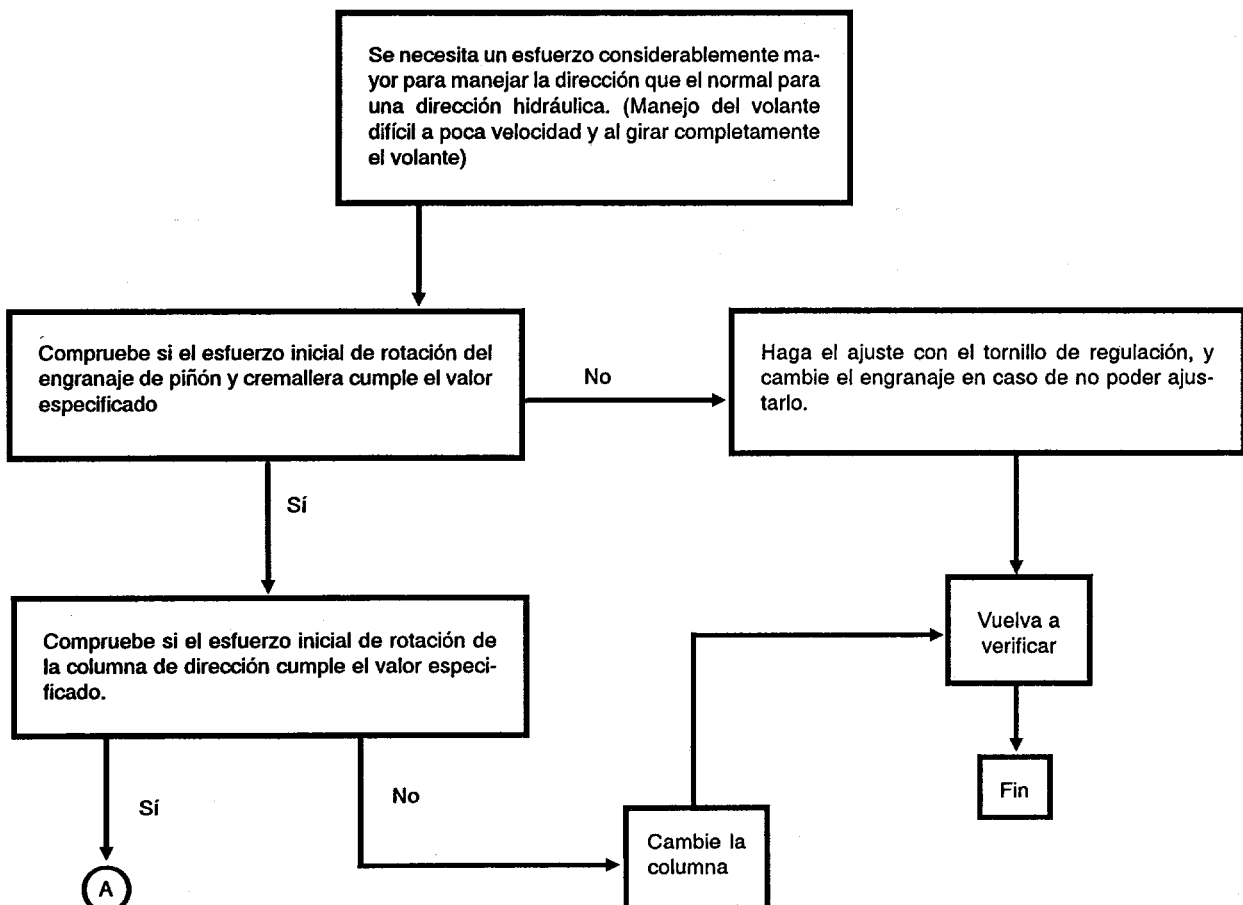 Se necesita un esfuerzo considerablemente ma-
yor para manejar la dirección que el normal para
una dirección hidráulica. (Manejo del volante
difícil a poca velocidad y al girar completamente
el volante)
Compruebe si el esfuerzo inicial de rotación del
engranaje de piñón y cremallera cumple el valor
especificado
No
Haga el ajuste con el tornillo de regulación, y
cambie el engranaje en caso de no poder ajus-
tarlo.
Sí
Compruebe si el esfuerzo inicial de rotación de
la columna de dirección cumple el valor especi-
ficado.
Vuelva a
verificar
Sí
No
Fin
Cambie la
columna
A